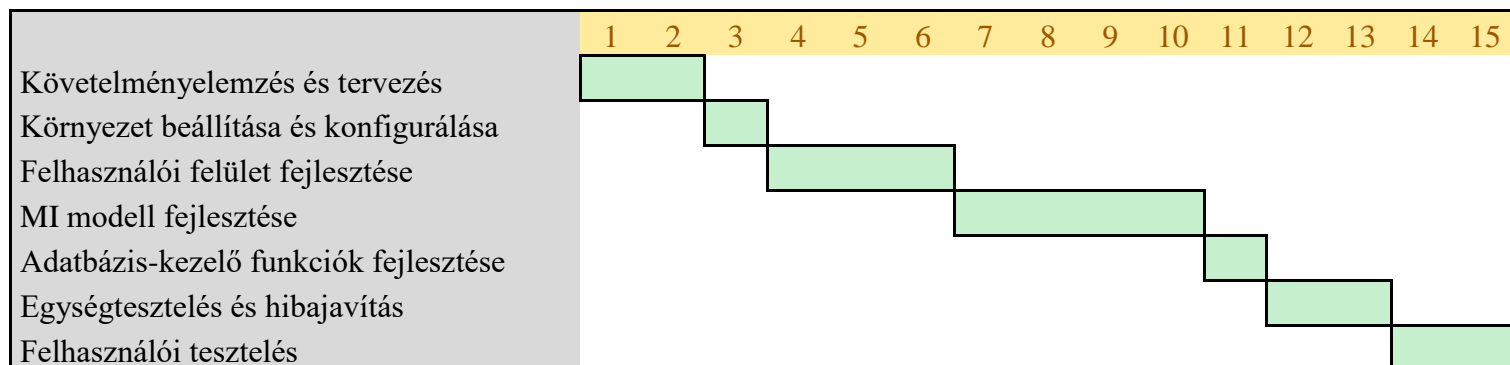 1 2 3 4 5 6 7 8 9 10 11 12 13 14 15
Követelményelemzés és tervezés
Környezet beállítása és konfigurálása
Felhasználói felület fejlesztése
MI modell fejlesztése
Adatbázis-kezelő funkciók fejlesztése
Egységtesztelés és hibajavítás
Felhasználói tesztelés